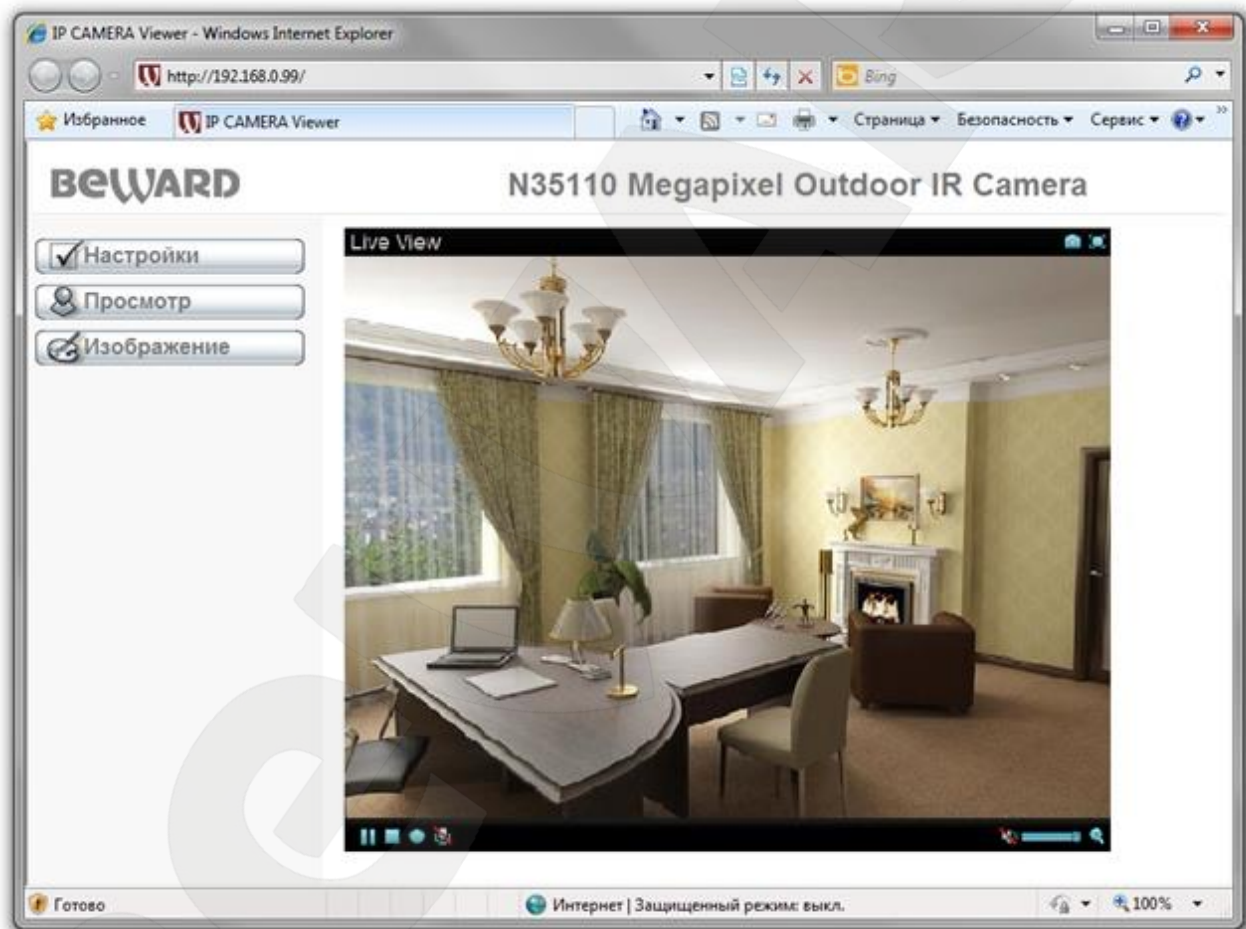 IP CAMERA Viewer - Windows Internet Explorer
http://192.168.0.99/
Bing
Избранное
IP CAMERA Viewer
Страница
Безопасность
Сервис
BEWARD
N35110 Megapixel Outdoor IR Camera
Настройки
Просмотр
Изображение
Live View
Готово
Интернет | Защищенный режим: выкл.
100%